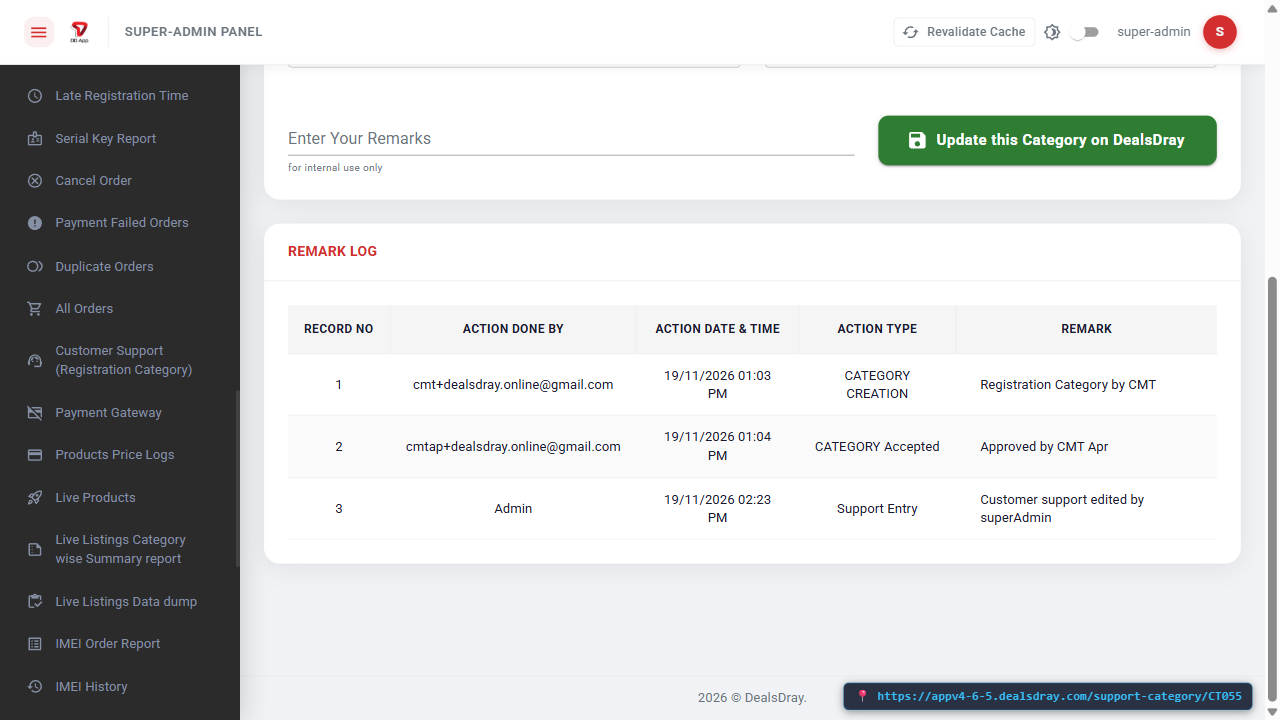 DD App
SUPER-ADMIN PANEL
Revalidate Cache
super-admin
S
Late Registration Time
Serial Key Report
Cancel Order
Payment Failed Orders
Duplicate Orders
All Orders
Customer Support
(Registration Category)
Payment Gateway
Products Price Logs
Live Products
Live Listings Category
wise Summary report
Live Listings Data dump
IMEI Order Report
IMEI History
Enter Your Remarks
for internal use only
Update this Category on DealsDray
REMARK LOG
RECORD NO ACTION DONE BY ACTION DATE & TIME ACTION TYPE REMARK
1 cmt+dealsdray.online@gmail.com 19/11/2026 01:03 PM CATEGORY CREATION Registration Category by CMT
2 cmtap+dealsdray.online@gmail.com 19/11/2026 01:04 PM CATEGORY Accepted Approved by CMT Apr
3 Admin 19/11/2026 02:23 PM Support Entry Customer support edited by superAdmin
2026 © DealsDray.
https://appv4-6-5.dealsdray.com/support-category/CT055